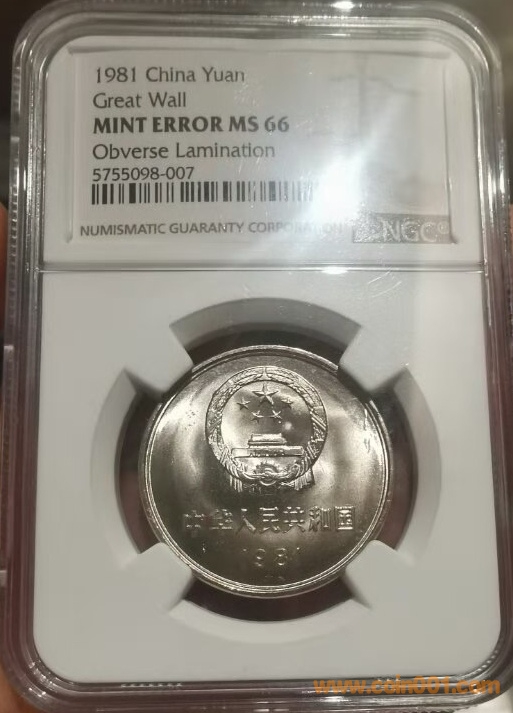 1981 China Yuan
Great Wall
MINT ERROR MS 66
Obverse Lamination
5755098-007
NUMISMATIC GUARANTY CORPORATION
NGC®
中华人民共和国
1981
www.coin001.com